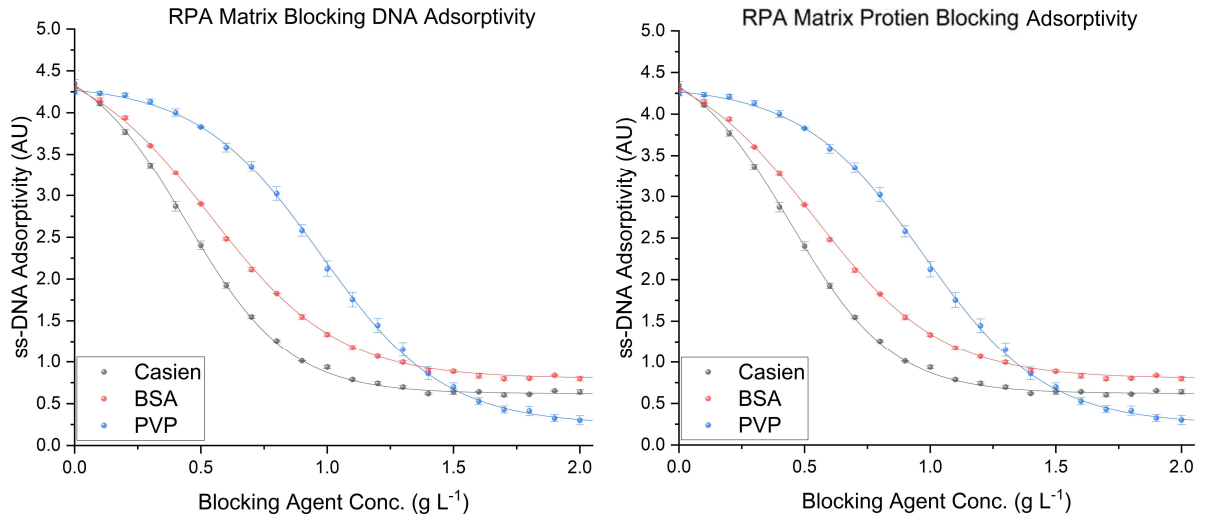 RPA Matrix Blocking DNA Adsorptivity
5.0
4.5
4.0
3.5
3.0
2.5
2.0
1.5
1.0
0.5
0.0
ss-DNA Adsorptivity (AU)
Casien
BSA
PVP
0.0 0.5 1.0 1.5 2.0
Blocking Agent Conc. (g L⁻¹)
RPA Matrix Protien Blocking Adsorptivity
5.0
4.5
4.0
3.5
3.0
2.5
2.0
1.5
1.0
0.5
0.0
ss-DNA Adsorptivity (AU)
Casien
BSA
PVP
0.0 0.5 1.0 1.5 2.0
Blocking Agent Conc. (g L⁻¹)